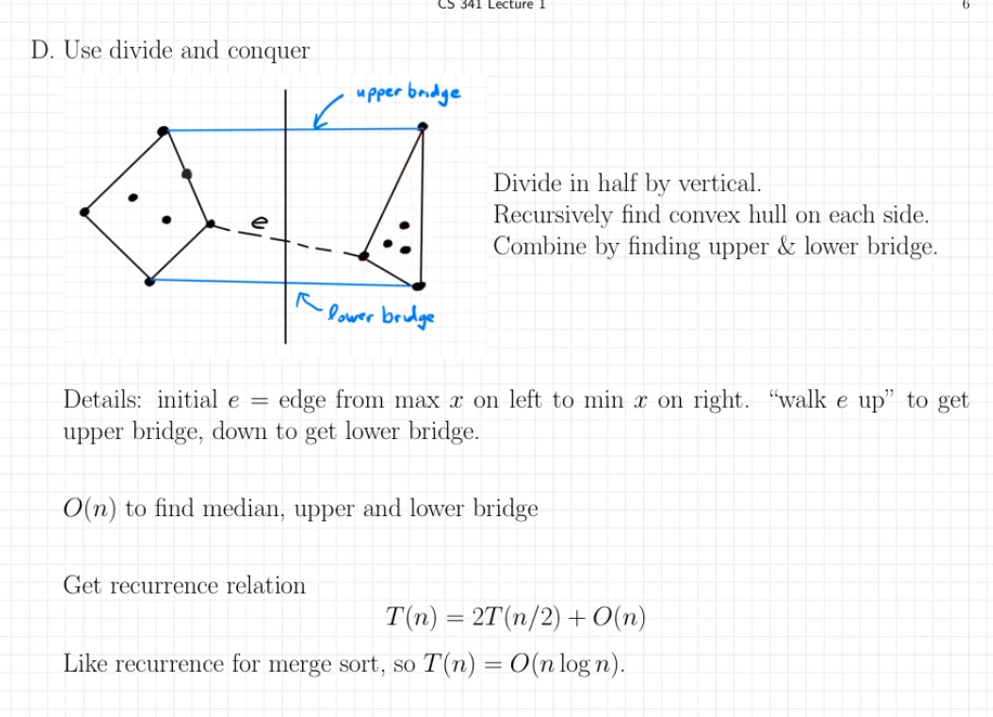 CS 341 Lecture 1 6
D. Use divide and conquer
upper bridge
Divide in half by vertical.
Recursively find convex hull on each side.
e
Combine by finding upper & lower bridge.
lower bridge
Details: initial e = edge from max x on left to min x on right. “walk e up” to get
upper bridge, down to get lower bridge.
O(n) to find median, upper and lower bridge
Get recurrence relation
T(n) = 2T(n/2) + O(n)
Like recurrence for merge sort, so T(n) = O(n log n).